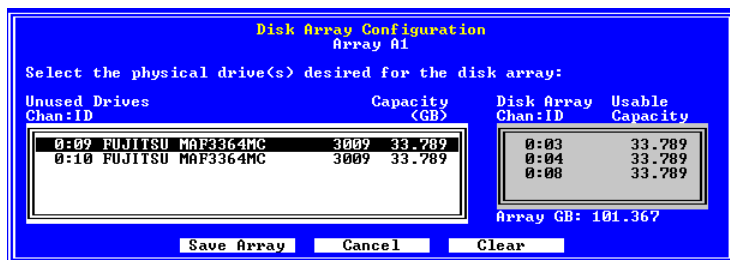 Disk Array Configuration
Array A1
Select the physical drive(s) desired for the disk array:
Unused Drives Capacity Disk Array Usable
Chan:ID (GB) Chan:ID Capacity
0:09 FUJITSU MAF3364MC 3009 33.789 0:03 33.789
0:10 FUJITSU MAF3364MC 3009 33.789 0:04 33.789
0:08 33.789
Array GB: 101.367
Save Array Cancel Clear